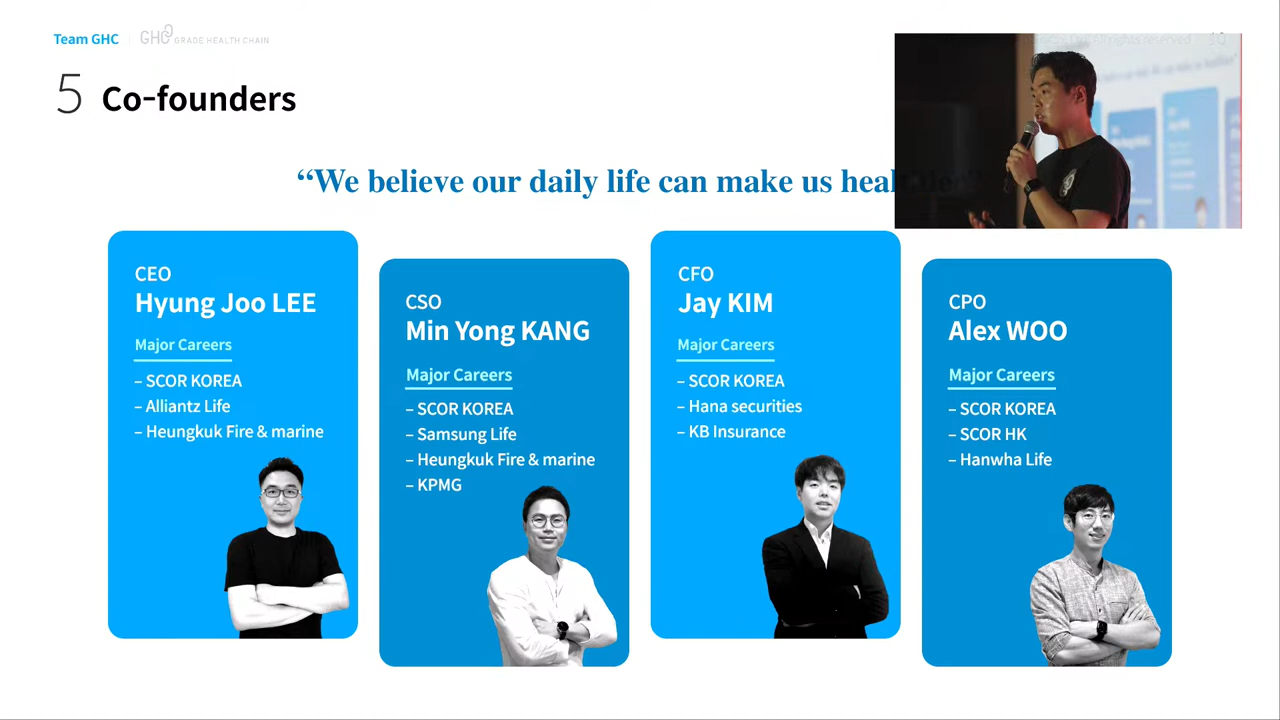 Team GHC
GHC GRADE HEALTH CHAIN
5 Co-founders
“We believe our daily life can make us healthier”
CEO
Hyung Joo LEE
Major Careers
– SCOR KOREA
– Alliantz Life
– Heungkuk Fire & marine
CSO
Min Yong KANG
Major Careers
– SCOR KOREA
– Samsung Life
– Heungkuk Fire & marine
– KPMG
CFO
Jay KIM
Major Careers
– SCOR KOREA
– Hana securities
– KB Insurance
CPO
Alex WOO
Major Careers
– SCOR KOREA
– SCOR HK
– Hanwha Life